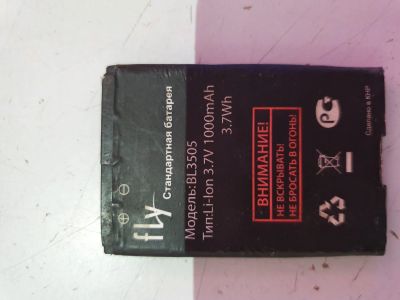 fly
Стандартная батарея
Модель:BL3505
Тип:Li-Ion 3.7V 1000mAh
3.7Wh
ВНИМАНИЕ!
НЕ ВСКРЫВАТЬ!
НЕ БРОСАТЬ В ОГОНЬ!
Сделано в КНР